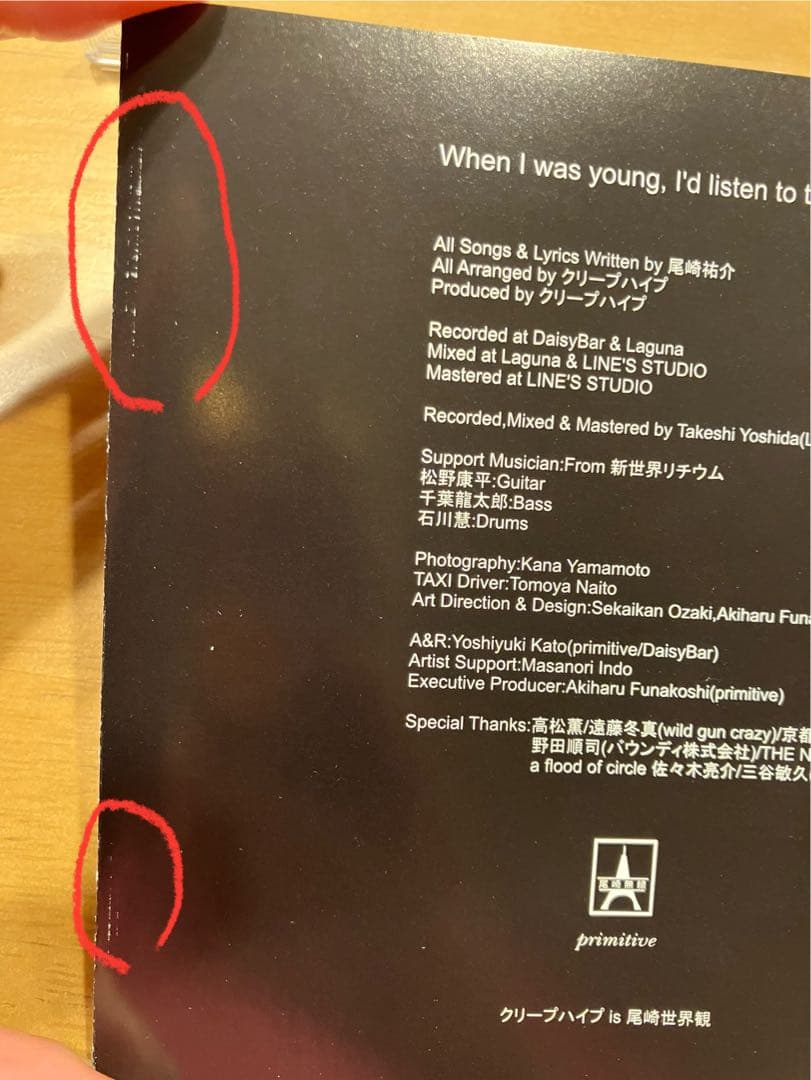 When I was young, I'd listen to t
All Songs & Lyrics Written by 尾崎祐介
All Arranged by クリープハイプ
Produced by クリープハイプ
Recorded at DaisyBar & Laguna
Mixed at Laguna & LINE'S STUDIO
Mastered at LINE'S STUDIO
Recorded,Mixed & Mastered by Takeshi Yoshida(L
Support Musician:From 新世界リチウム
松野康平:Guitar
千葉龍太郎:Bass
石川慧:Drums
Photography:Kana Yamamoto
TAXI Driver:Tomoya Naito
Art Direction & Design:Sekaikan Ozaki,Akiharu Funa
A&R:Yoshiyuki Kato(primitive/DaisyBar)
Artist Support:Masanori Indo
Executive Producer:Akiharu Funakoshi(primitive)
Special Thanks:高松薫/遠藤冬真(wild gun crazy)/京都
野田順司(バウンディ株式会社)/THE N
a flood of circle 佐々木亮介/三谷敏久
尾崎無線
primitive
クリープハイプ is 尾崎世界観